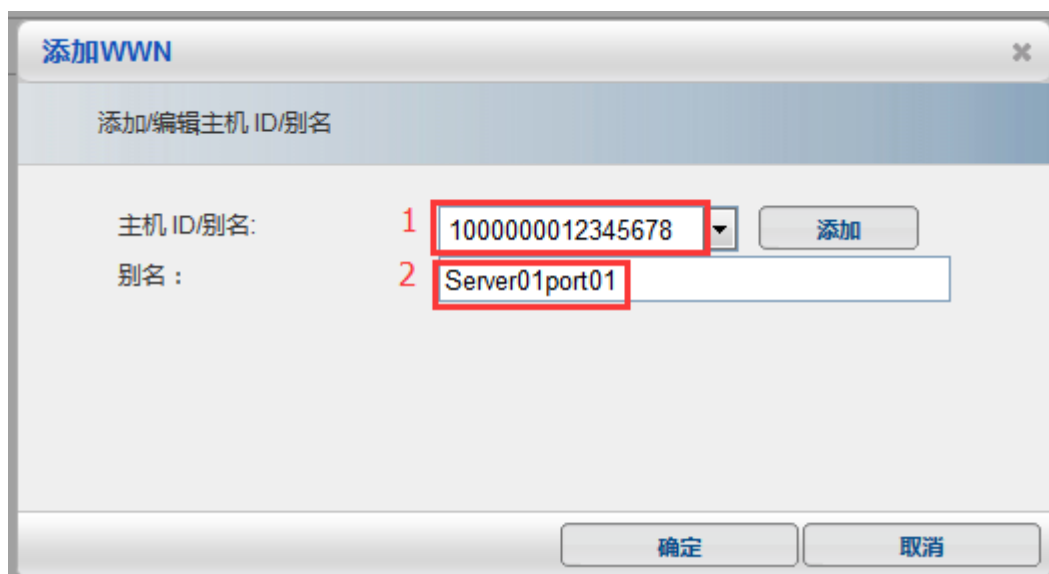 添加WWN
添加/编辑主机 ID/别名
主机 ID/别名: 1 1000000012345678 添加
别名： 2 Server01port01
确定 取消